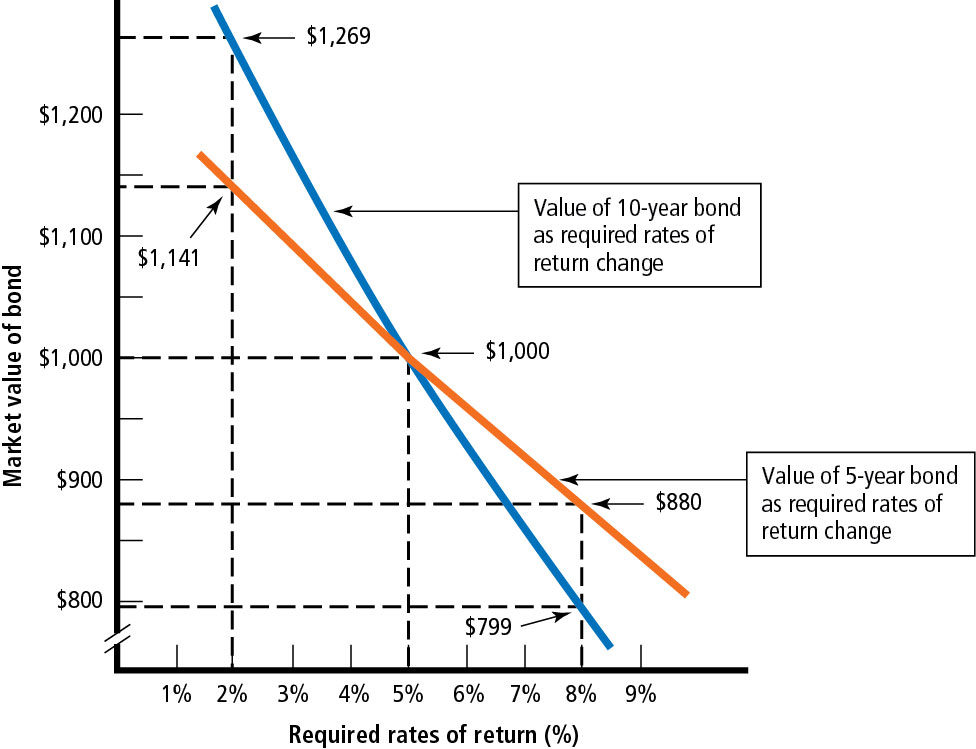 $1,269
$1,200
Value of 10-year bond
as required rates of
return change
$1,100
$1,141
Market value of bond
$1,000
$1,000
$900
Value of 5-year bond
as required rates of
return change
$880
$800
$799
1% 2% 3% 4% 5% 6% 7% 8% 9%
Required rates of return (%)